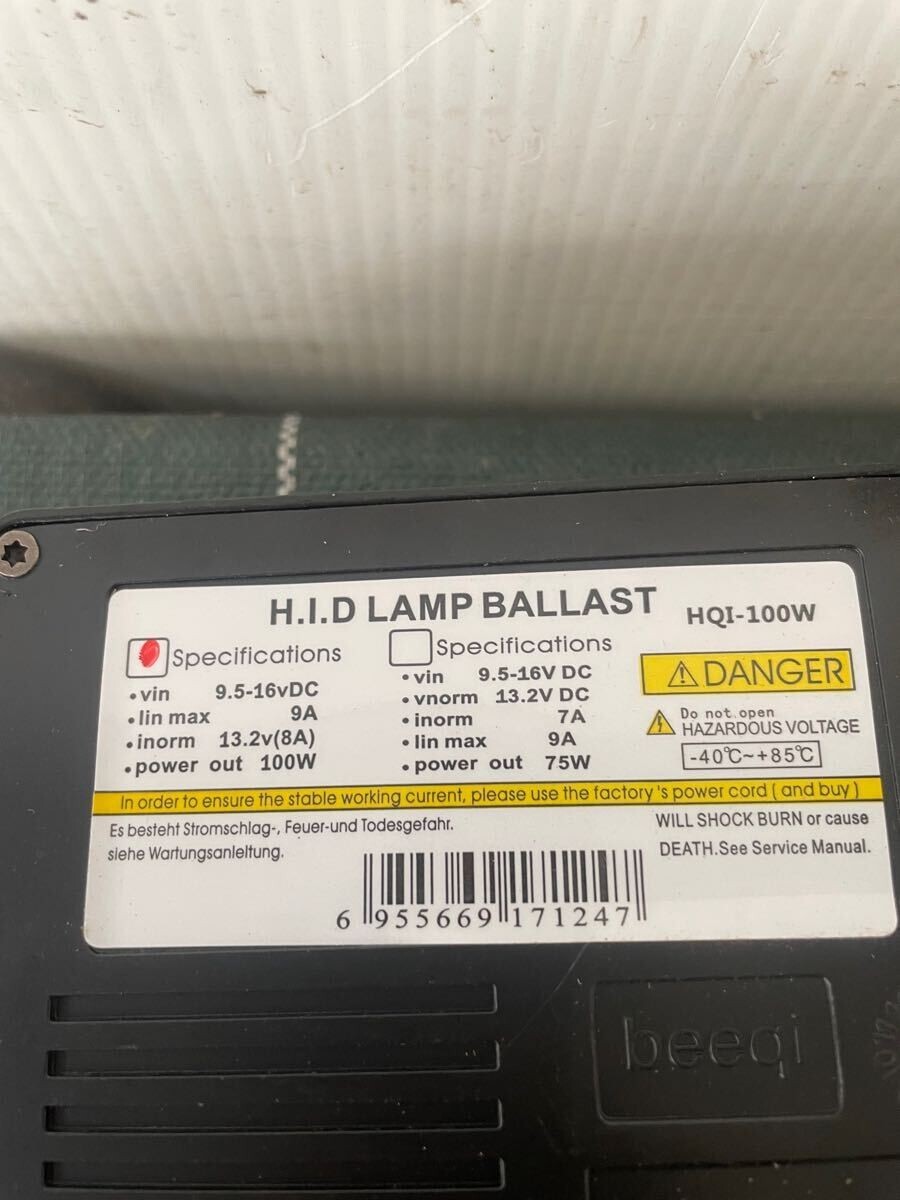 H.I.D LAMP BALLAST
HQI-100W
Specifications
•vin 9.5-16vDC
•lin max 9A
•inorm 13.2v(8A)
•power out 100W
Specifications
•vin 9.5-16V DC
•vnorm 13.2V DC
•inorm 7A
•lin max 9A
•power out 75W
DANGER
Do not open
HAZARDOUS VOLTAGE
-40℃~+85℃
In order to ensure the stable working current, please use the factory's power cord ( and buy )
Es besteht Stromschlag-, Feuer-und Todesgefahr.
siehe Wartungsanleitung.
WILL SHOCK BURN or cause
DEATH.See Service Manual.
6 955669 171247
beeqi